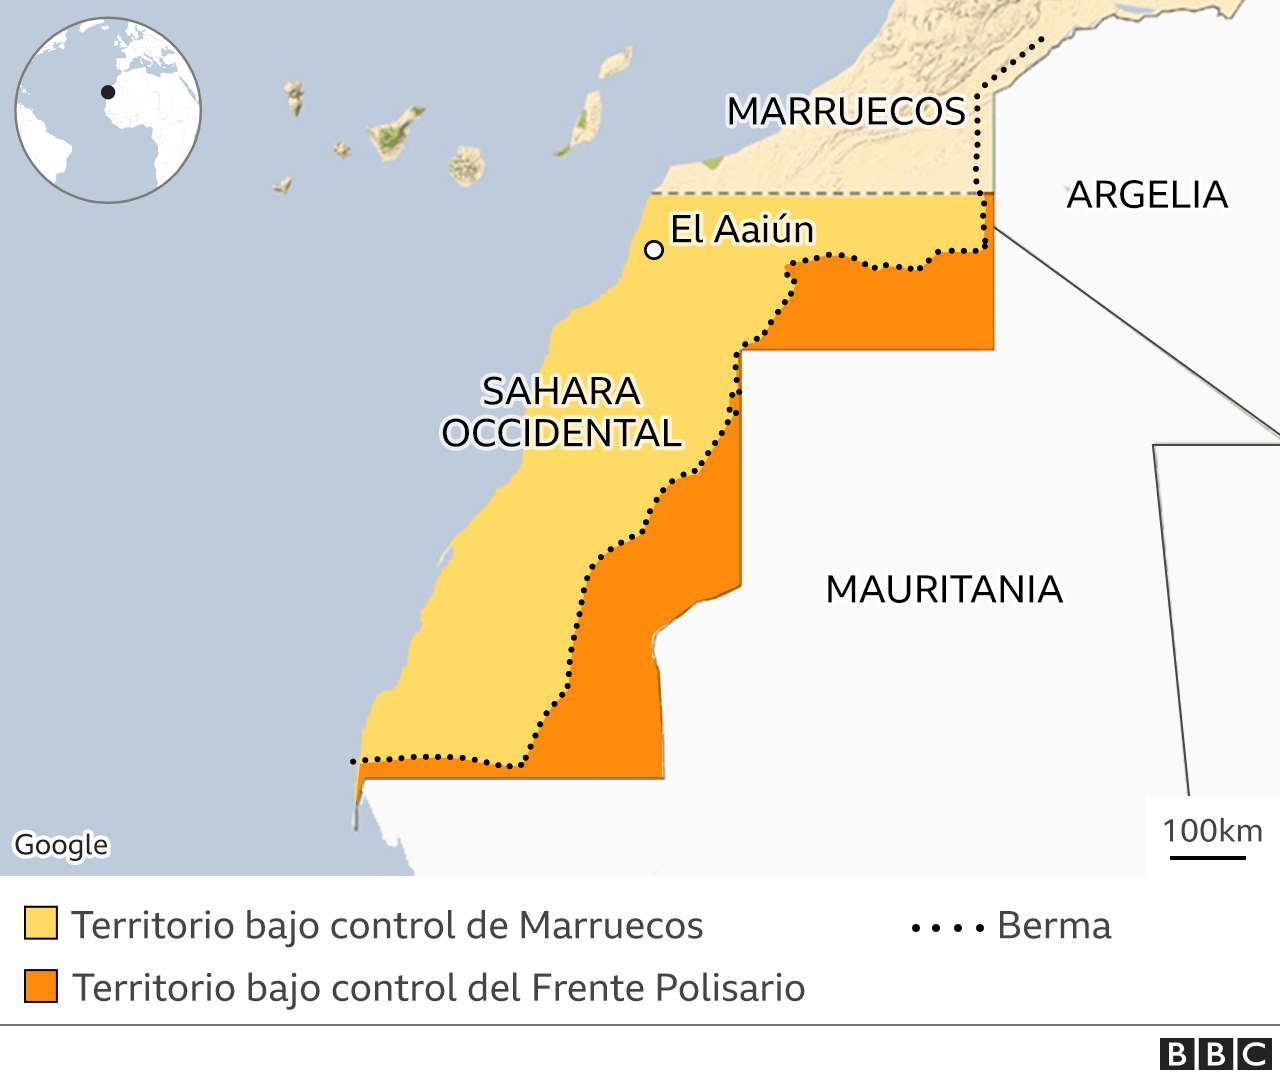 MARRUECOS
ARGELIA
El Aaiún
SAHARA
OCCIDENTAL
MAURITANIA
Google
100km
Territorio bajo control de Marruecos
Berma
Territorio bajo control del Frente Polisario
BBC